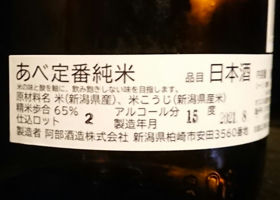 あべ定番純米 品目 日本酒
米の味と酸を軸に、飲み飽きしない味を目指します。
原材料名 米(新潟県産)、米こうじ(新潟県産米)
精米歩合 65% アルコール分 15 度
仕込ロット 2 製造年月 2021.8
製造者 阿部酒造株式会社 新潟県柏崎市安田3560番地